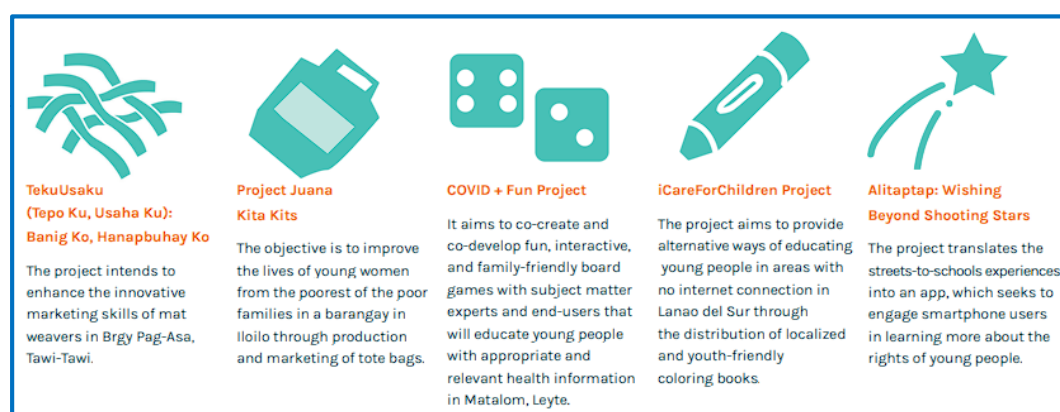 TekuUsaku
(Tepo Ku, Usaha Ku):
Banig Ko, Hanapbuhay Ko
The project intends to
enhance the innovative
marketing skills of mat
weavers in Brgy Pag-Asa,
Tawi-Tawi.
Project Juana
Kita Kits
The objective is to improve
the lives of young women
from the poorest of the poor
families in a barangay in
Iloilo through production
and marketing of tote bags.
COVID + Fun Project
It aims to co-create and
co-develop fun, interactive,
and family-friendly board
games with subject matter
experts and end-users that
will educate young people
with appropriate and
relevant health information
in Matalom, Leyte.
iCareForChildren Project
The project aims to provide
alternative ways of educating
young people in areas with
no internet connection in
Lanao del Sur through
the distribution of localized
and youth-friendly
coloring books.
Alitaptap: Wishing
Beyond Shooting Stars
The project translates the
streets-to-schools experiences
into an app, which seeks to
engage smartphone users
in learning more about the
rights of young people.